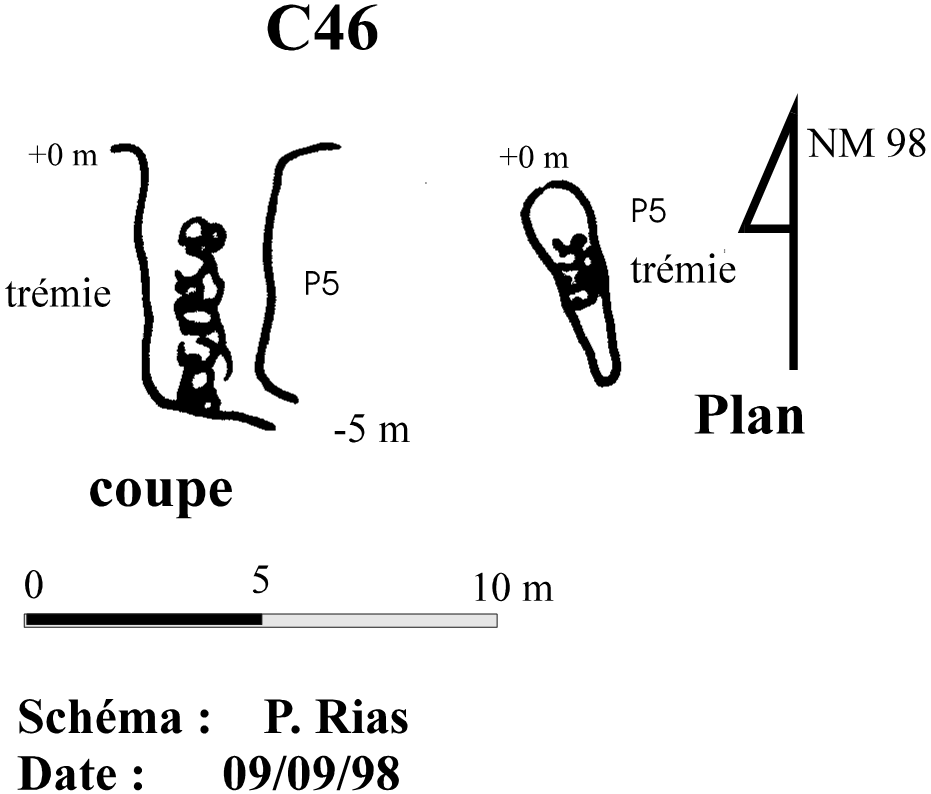 C46
+0 m
trémie
P5
-5 m
coupe
+0 m
P5
trémie
NM 98
Plan
0 5 10 m
Schéma : P. Rias
Date : 09/09/98